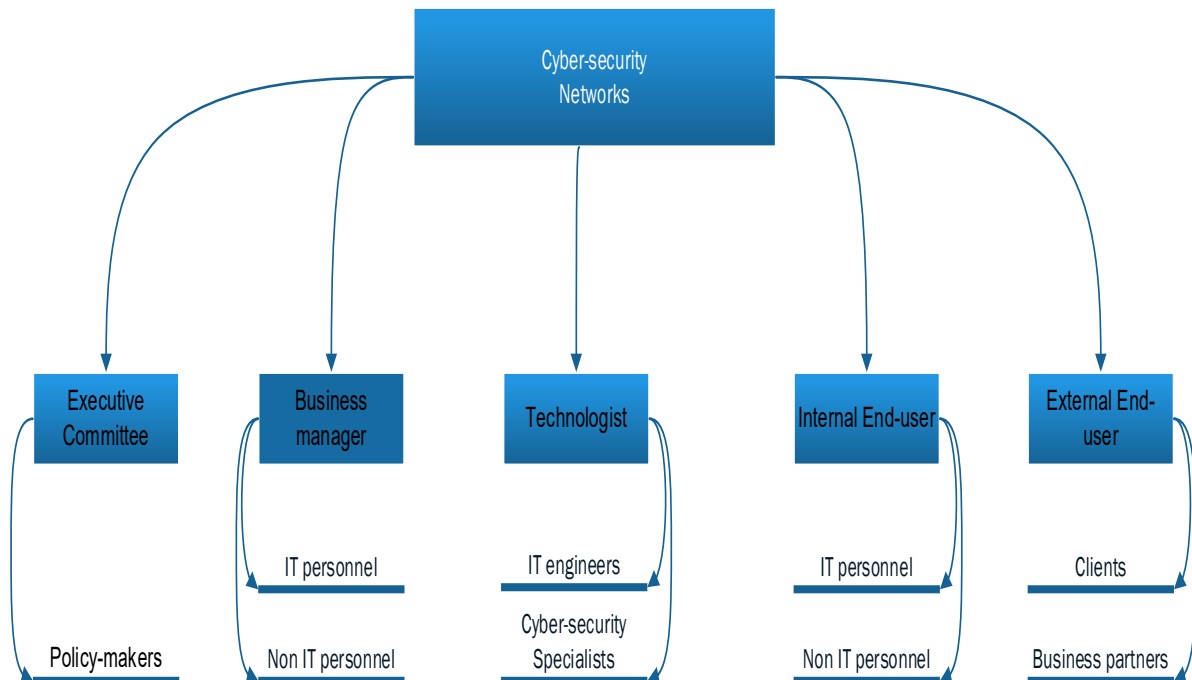 Cyber-security
Networks
Executive
Committee
Business
manager
Technologist
Internal End-user
External End-
user
IT personnel
IT engineers
IT personnel
Clients
Policy-makers
Non IT personnel
Cyber-security
Specialists
Non IT personnel
Business partners